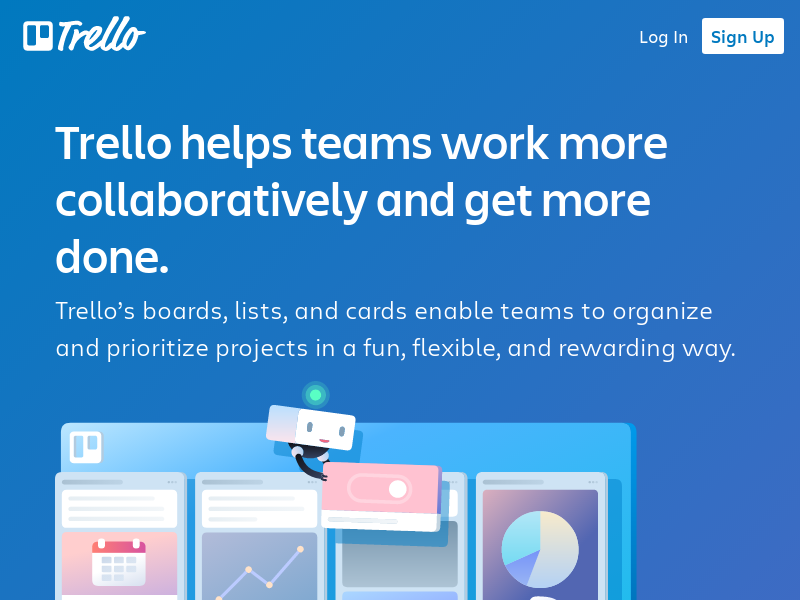 Trello
Log In
Sign Up
Trello helps teams work more
collaboratively and get more
done.
Trello’s boards, lists, and cards enable teams to organize
and prioritize projects in a fun, flexible, and rewarding way.